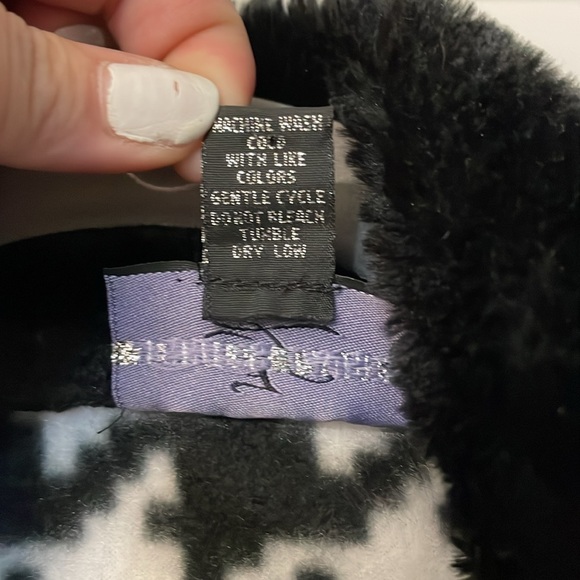 MACHINE WASH
COLD
WITH LIKE
COLORS
GENTLE CYCLE
DO NOT BLEACH
TUMBLE
DRY LOW